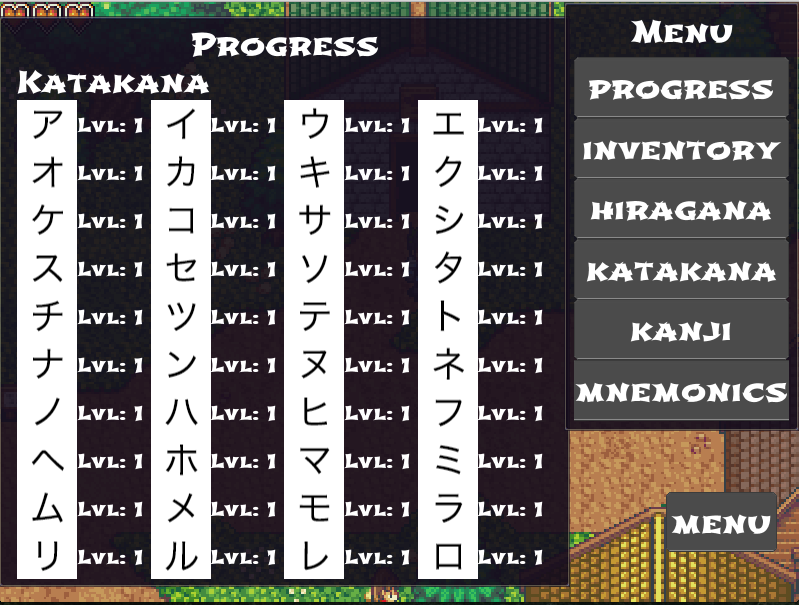 Progress
Katakana
ア Lvl: 1 イ Lvl: 1 ウ Lvl: 1 エ Lvl: 1
オ Lvl: 1 カ Lvl: 1 キ Lvl: 1 ク Lvl: 1
ケ Lvl: 1 コ Lvl: 1 サ Lvl: 1 シ Lvl: 1
ス Lvl: 1 セ Lvl: 1 ソ Lvl: 1 タ Lvl: 1
チ Lvl: 1 ツ Lvl: 1 テ Lvl: 1 ト Lvl: 1
ナ Lvl: 1 ン Lvl: 1 ヌ Lvl: 1 ネ Lvl: 1
ノ Lvl: 1 ハ Lvl: 1 ヒ Lvl: 1 フ Lvl: 1
ヘ Lvl: 1 ホ Lvl: 1 マ Lvl: 1 ミ Lvl: 1
ム Lvl: 1 メ Lvl: 1 モ Lvl: 1 ラ Lvl: 1
リ Lvl: 1 ル Lvl: 1 レ Lvl: 1 ロ Lvl: 1
Menu
PROGRESS
INVENTORY
HIRAGANA
KATAKANA
KANJI
MNEMONICS
MENU